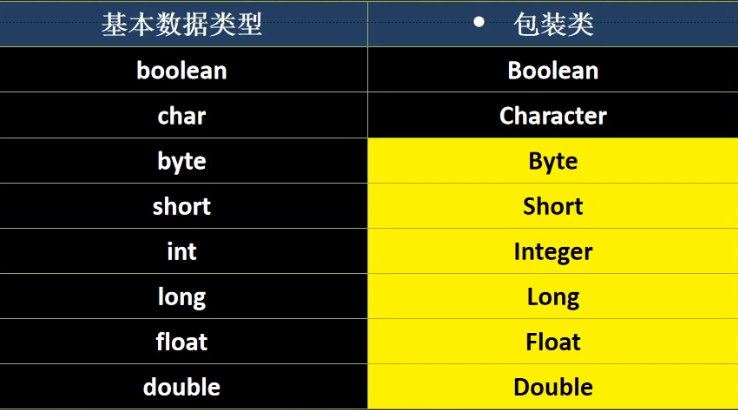 基本数据类型 • 包装类
boolean Boolean
char Character
byte Byte
short Short
int Integer
long Long
float Float
double Double